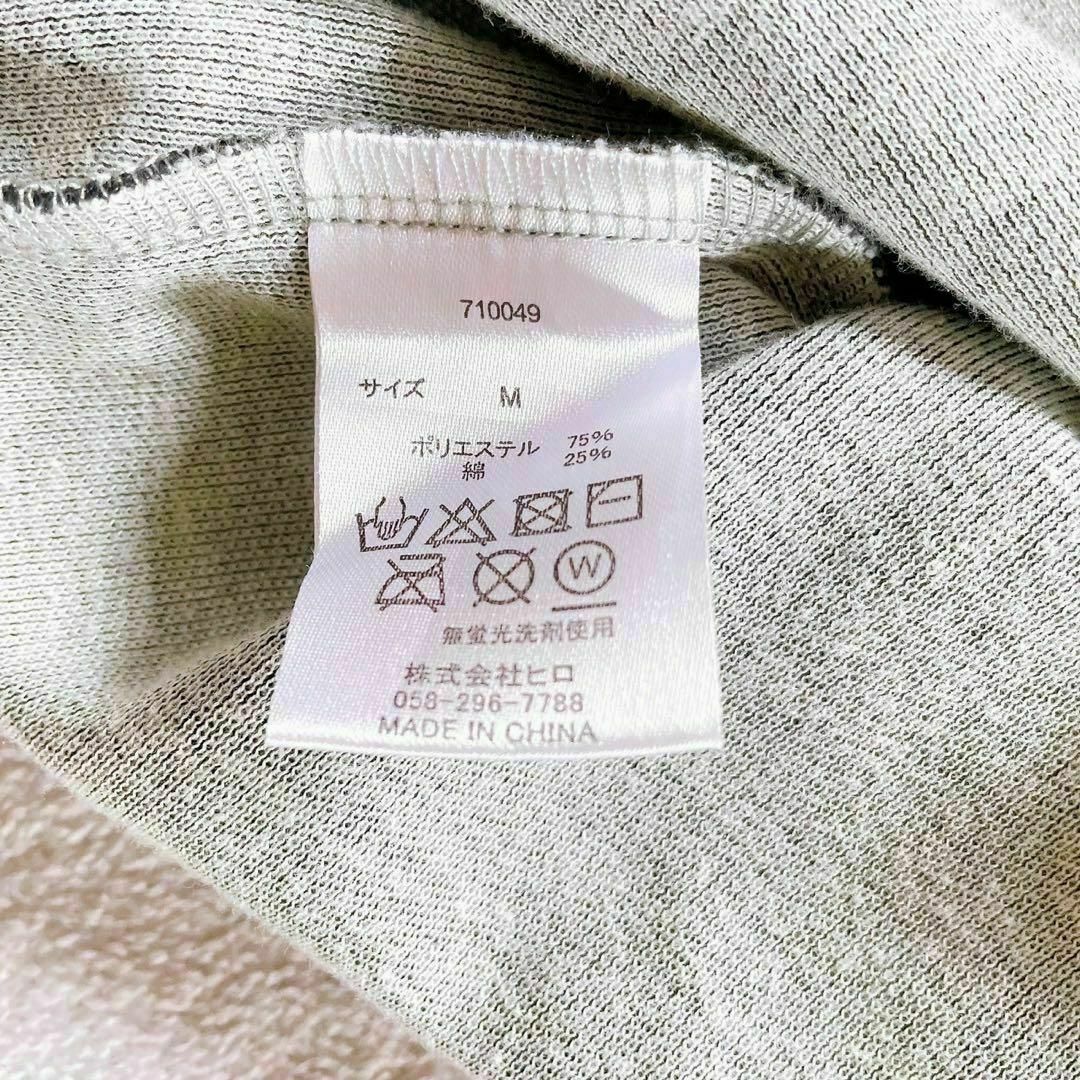 710049
サイズ M
ポリエステル 75%
綿 25%
W
無蛍光洗剤使用
株式会社ヒロ
058-296-7788
MADE IN CHINA